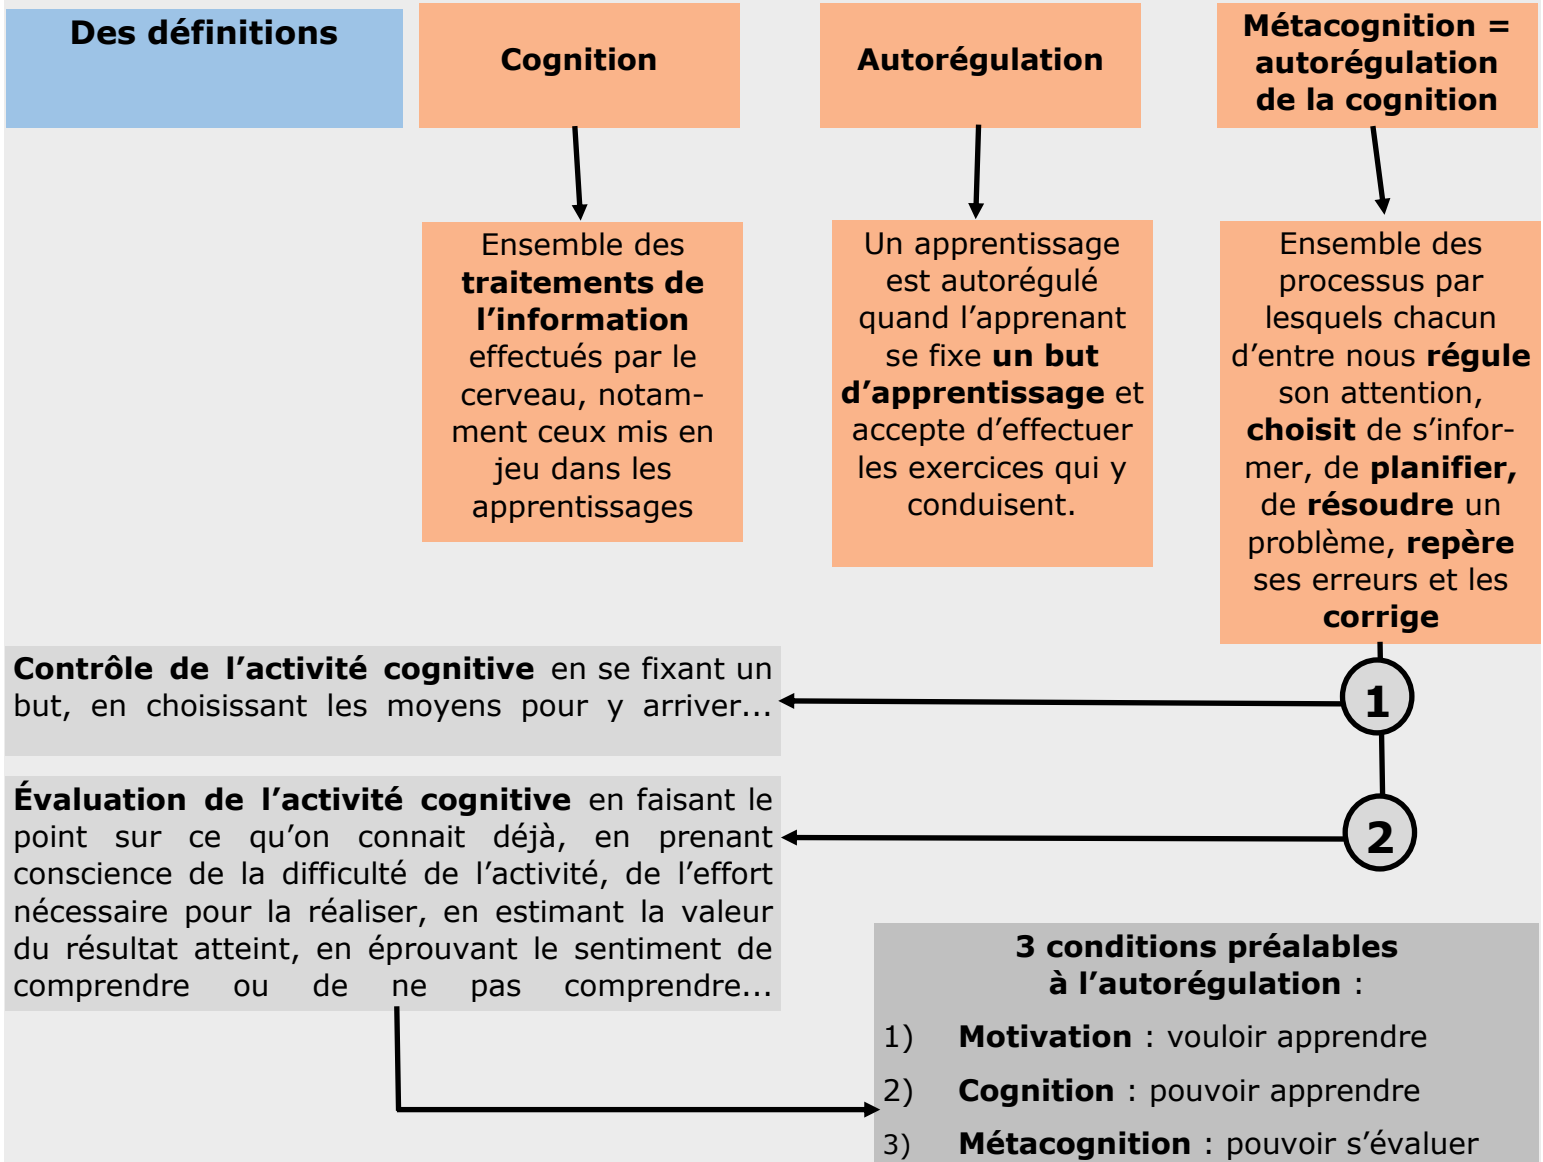 Des définitions
Cognition
Autorégulation
Métacognition =
autorégulation
de la cognition
Ensemble des
traitements de
l’information
effectués par le
cerveau, notam-
ment ceux mis en
jeu dans les
apprentissages
Un apprentissage
est autorégulé
quand l’apprenant
se fixe un but
d’apprentissage et
accepte d’effectuer
les exercices qui y
conduisent.
Ensemble des
processus par
lesquels chacun
d’entre nous régule
son attention,
choisit de s’infor-
mer, de planifier,
de résoudre un
problème, repère
ses erreurs et les
corrige
Contrôle de l’activité cognitive en se fixant un
but, en choisissant les moyens pour y arriver…
1
Évaluation de l’activité cognitive en faisant le
point sur ce qu’on connait déjà, en prenant
conscience de la difficulté de l’activité, de l’effort
nécessaire pour la réaliser, en estimant la valeur
du résultat atteint, en éprouvant le sentiment de
comprendre ou de ne pas comprendre…
2
3 conditions préalables
à l’autorégulation :
1) Motivation : vouloir apprendre
2) Cognition : pouvoir apprendre
3) Métacognition : pouvoir s’évaluer